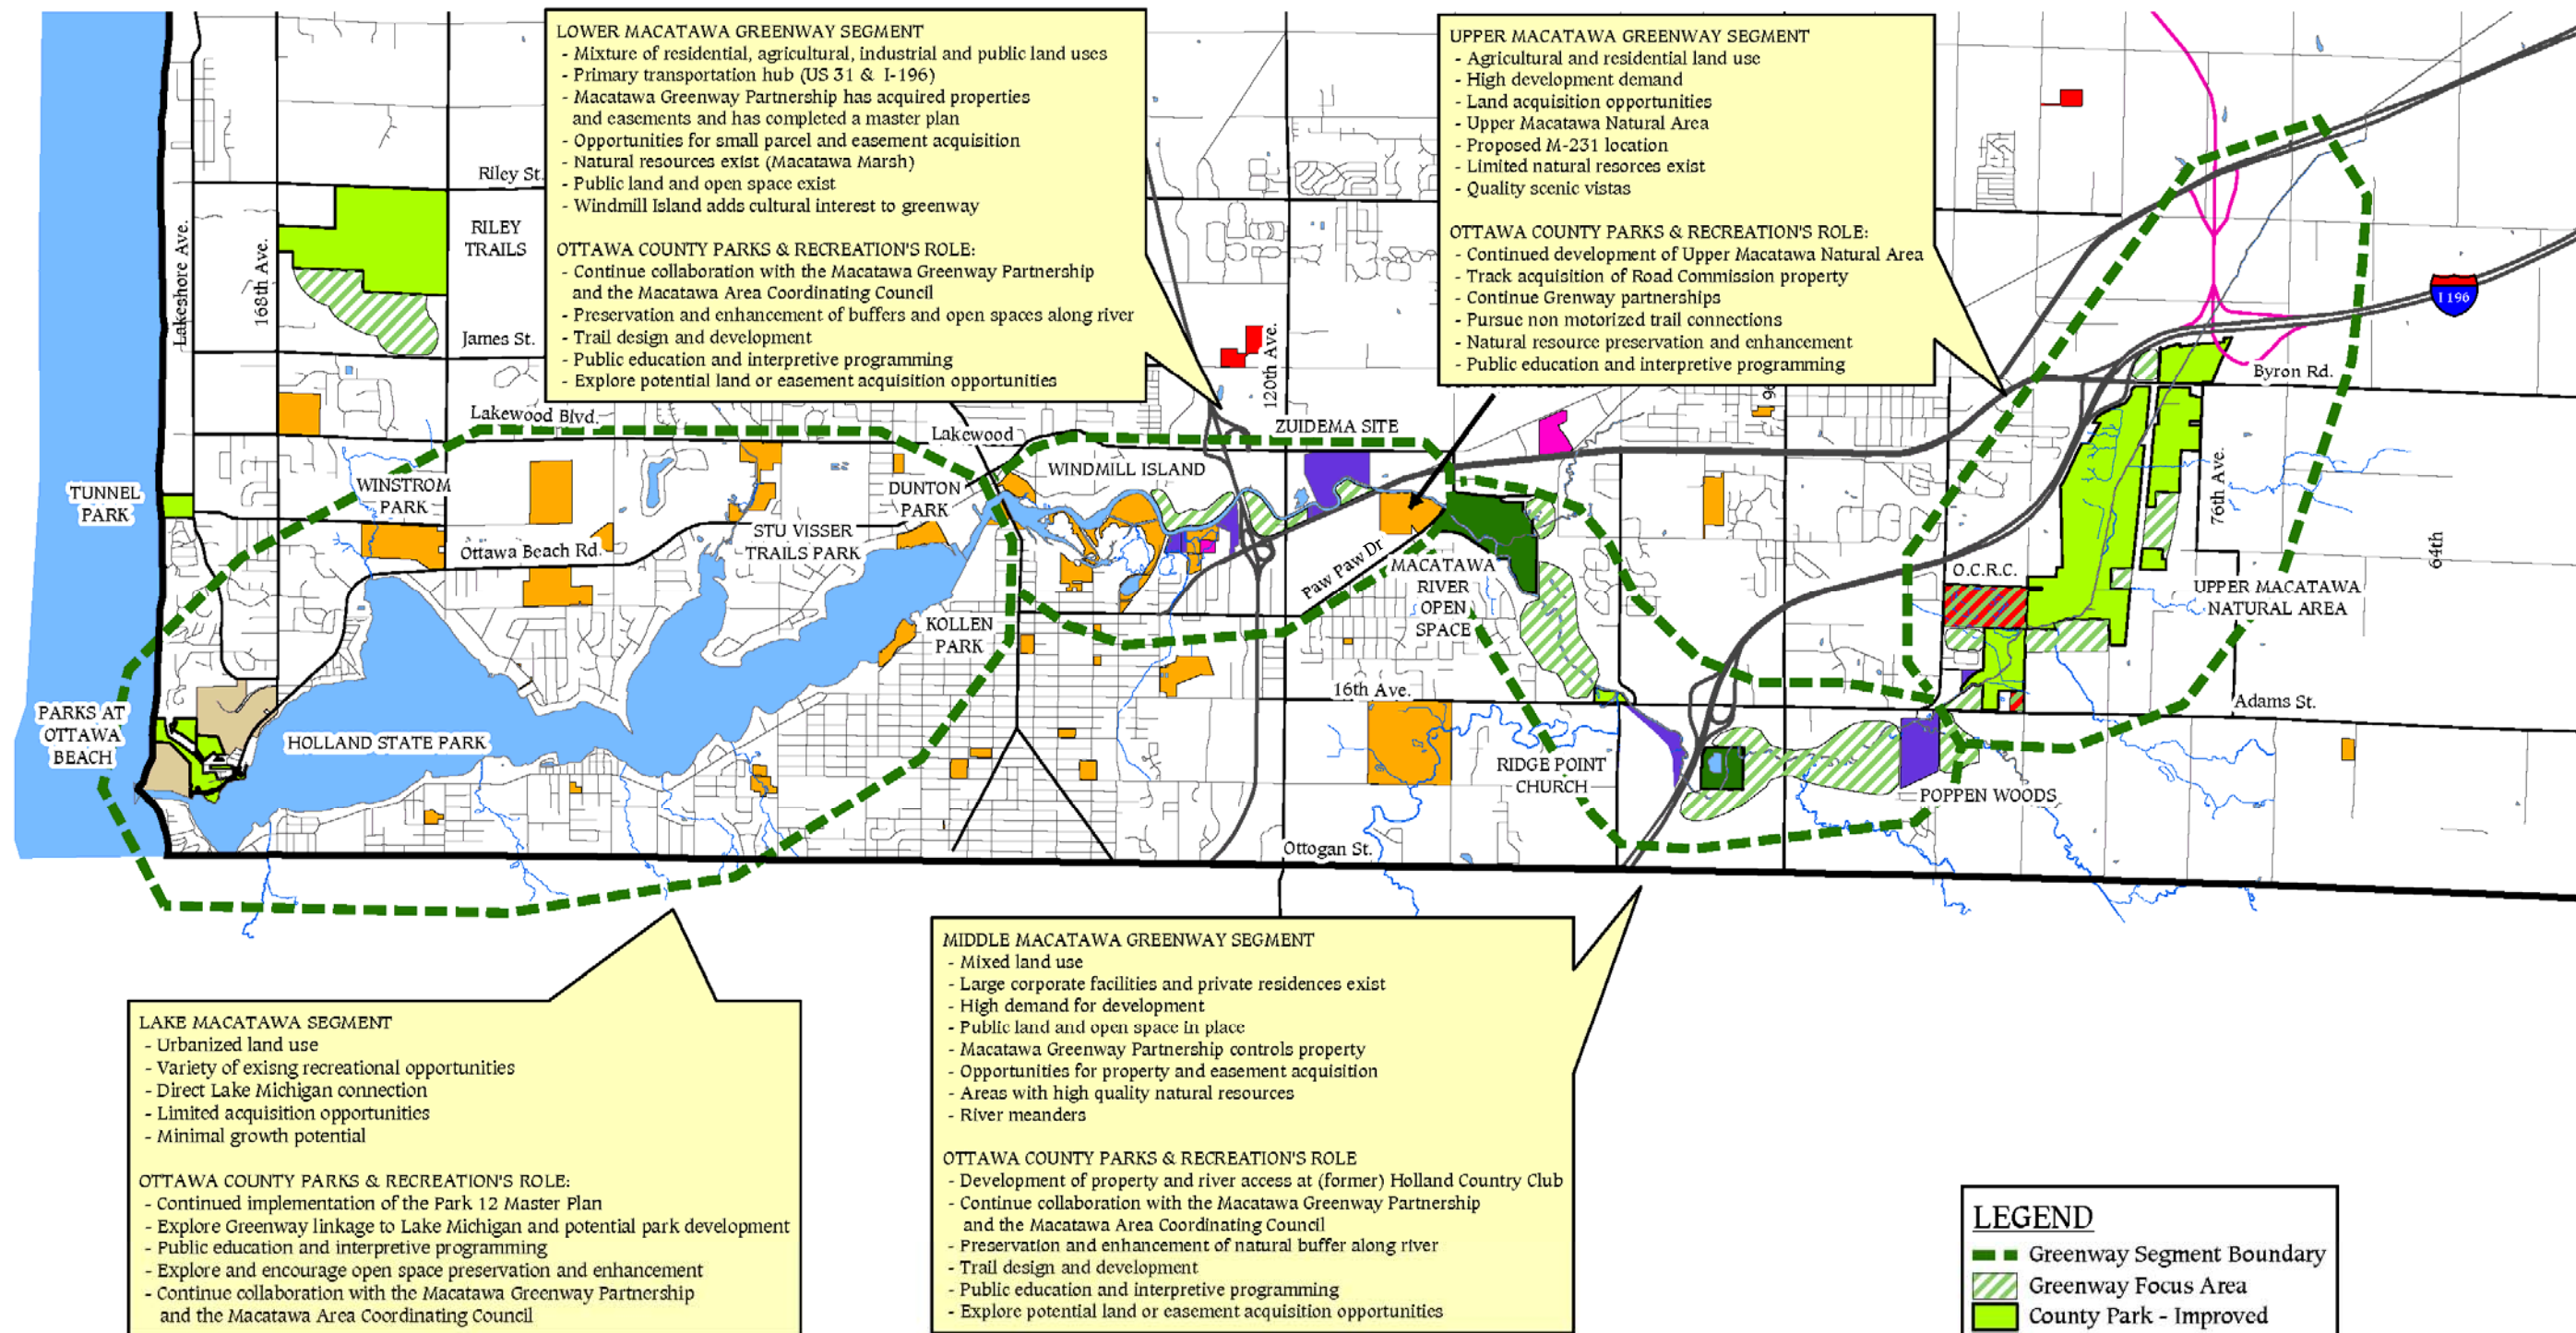 LOWER MACATAWA GREENWAY SEGMENT
- Mixture of residential, agricultural, industrial and public land uses
- Primary transportation hub (US 31 & I-196)
- Macatawa Greenway Partnership has acquired properties
and easements and has completed a master plan
- Opportunities for small parcel and easement acquisition
- Natural resources exist (Macatawa Marsh)
- Public land and open space exist
- Windmill Island adds cultural interest to greenway
OTTAWA COUNTY PARKS & RECREATION'S ROLE:
- Continue collaboration with the Macatawa Greenway Partnership
and the Macatawa Area Coordinating Council
- Preservation and enhancement of buffers and open spaces along river
- Trail design and development
- Public education and interpretive programming
- Explore potential land or easement acquisition opportunities
UPPER MACATAWA GREENWAY SEGMENT
- Agricultural and residential land use
- High development demand
- Land acquisition opportunities
- Upper Macatawa Natural Area
- Proposed M-231 location
- Limited natural resorces exist
- Quality scenic vistas
OTTAWA COUNTY PARKS & RECREATION'S ROLE:
- Continued development of Upper Macatawa Natural Area
- Track acquisition of Road Commission property
- Continue Grenway partnerships
- Pursue non motorized trail connections
- Natural resource preservation and enhancement
- Public education and interpretive programming
Riley St.
RILEY
TRAILS
Lakeshore Ave.
168th Ave.
James St.
120th Ave.
I 196
Byron Rd.
Lakewood Blvd.
Lakewood
ZUIDEMA SITE
WINDMILL ISLAND
TUNNEL
PARK
WINSTROM
PARK
DUNTON
PARK
76th Ave.
STU VISSER
TRAILS PARK
Ottawa Beach Rd.
Paw Paw Dr
MACATAWA
RIVER
OPEN
SPACE
O.C.R.C.
64th
UPPER MACATAWA
NATURAL AREA
KOLLEN
PARK
16th Ave.
Adams St.
PARKS AT
OTTAWA
BEACH
HOLLAND STATE PARK
RIDGE POINT
CHURCH
POPPEN WOODS
Ottogan St.
LAKE MACATAWA SEGMENT
- Urbanized land use
- Variety of exisng recreational opportunities
- Direct Lake Michigan connection
- Limited acquisition opportunities
- Minimal growth potential
OTTAWA COUNTY PARKS & RECREATION'S ROLE:
- Continued implementation of the Park 12 Master Plan
- Explore Greenway linkage to Lake Michigan and potential park development
- Public education and interpretive programming
- Explore and encourage open space preservation and enhancement
- Continue collaboration with the Macatawa Greenway Partnership
and the Macatawa Area Coordinating Council
MIDDLE MACATAWA GREENWAY SEGMENT
- Mixed land use
- Large corporate facilities and private residences exist
- High demand for development
- Public land and open space in place
- Macatawa Greenway Partnership controls property
- Opportunities for property and easement acquisition
- Areas with high quality natural resources
- River meanders
OTTAWA COUNTY PARKS & RECREATION'S ROLE
- Development of property and river access at (former) Holland Country Club
- Continue collaboration with the Macatawa Greenway Partnership
and the Macatawa Area Coordinating Council
- Preservation and enhancement of natural buffer along river
- Trail design and development
- Public education and interpretive programming
- Explore potential land or easement acquisition opportunities
LEGEND
Greenway Segment Boundary
Greenway Focus Area
County Park - Improved